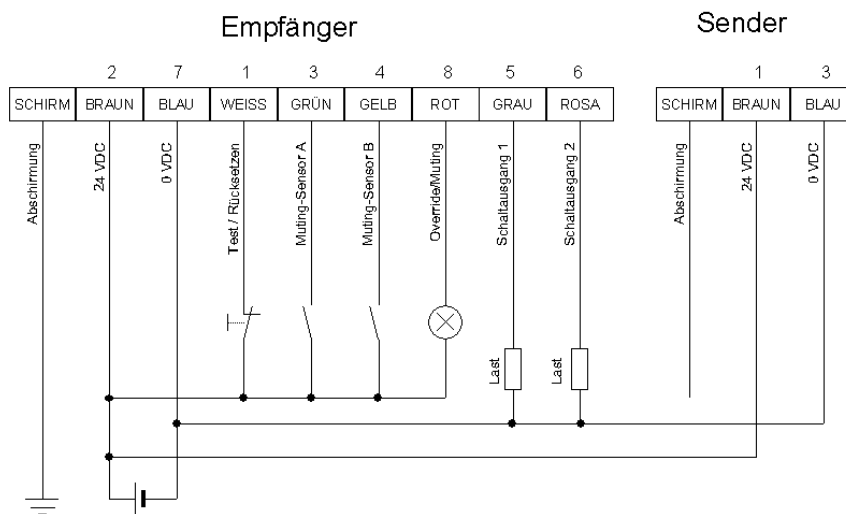 Empfänger
Sender
2 7 1 3 4 8 5 6
1 3
SCHIRM BRAUN BLAU WEISS GRÜN GELB ROT GRAU ROSA
SCHIRM BRAUN BLAU
Abschirmung
24 VDC
0 VDC
Test / Rücksetzen
Muting-Sensor A
Muting-Sensor B
Override/Muting
Schaltausgang 1
Schaltausgang 2
Abschirmung
24 VDC
0 VDC
Last
Last